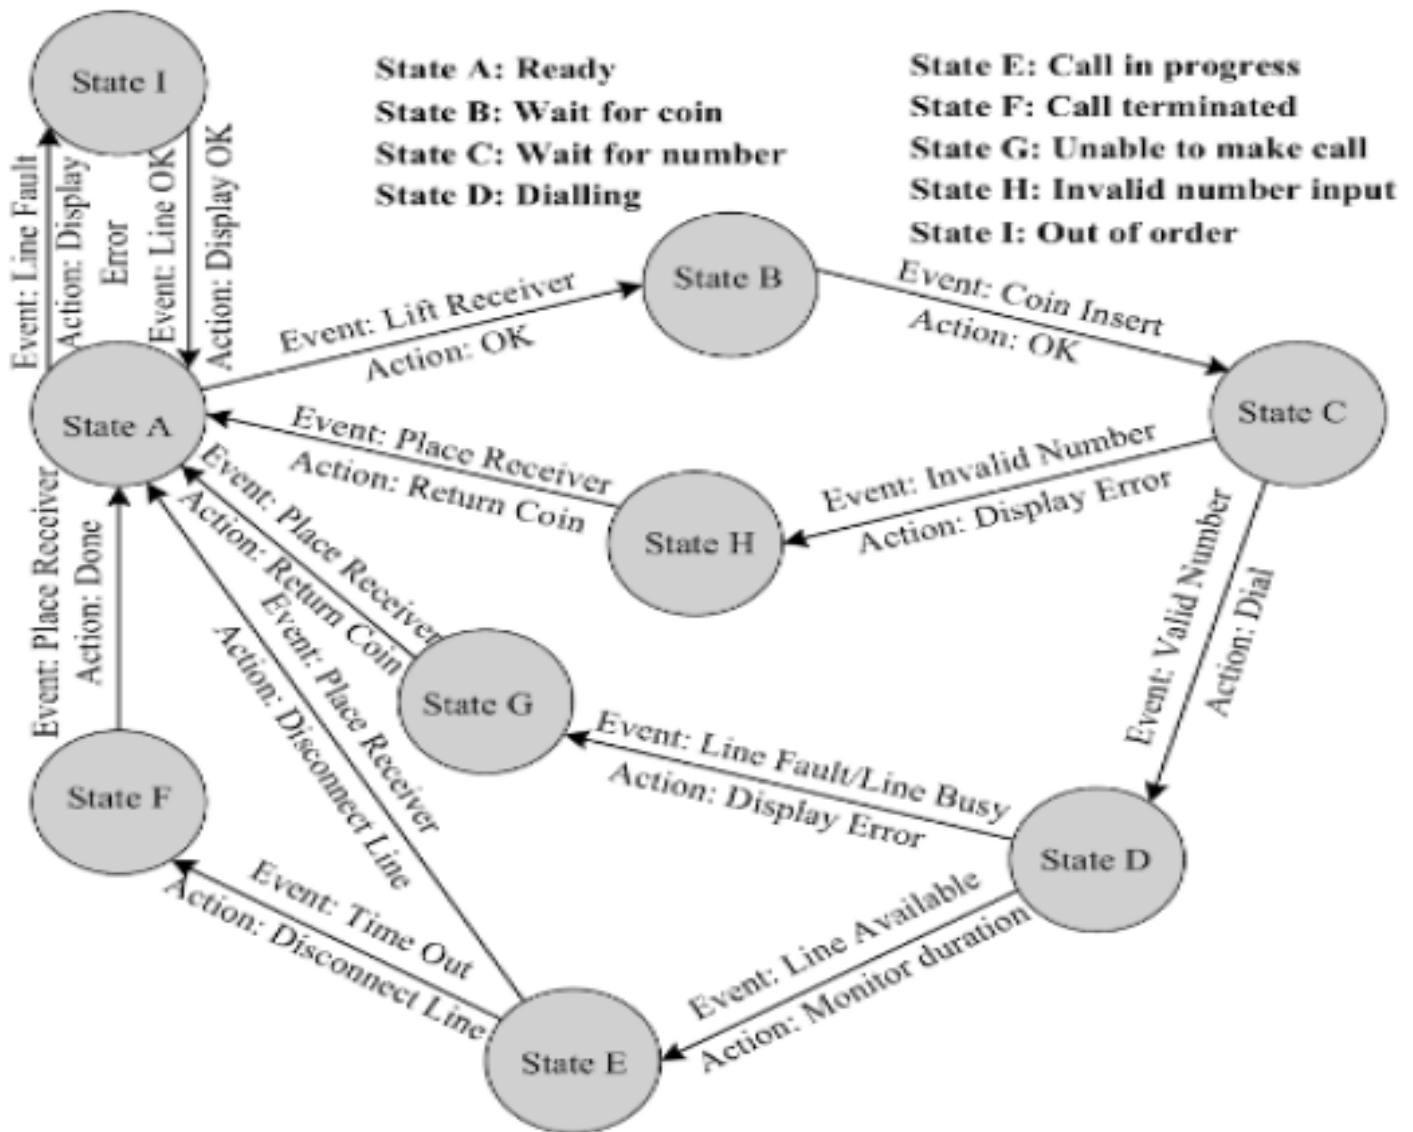 State I
State A: Ready
State B: Wait for coin
State C: Wait for number
State D: Dialling
State E: Call in progress
State F: Call terminated
State G: Unable to make call
State H: Invalid number input
State I: Out of order
Event: Line Fault
Action: Display
Error
Event: Line OK
Action: Display OK
State B
Event: Lift Receiver
Action: OK
Event: Coin Insert
Action: OK
State A
State C
Event: Place Receiver
Action: Return Coin
Event: Invalid Number
Action: Display Error
State H
Event: Place Receiver
Action: Done
Event: Place Receiver
Action: Return Coin
Event: Place Receiver
Action: Disconnect Line
Event: Valid Number
Action: Dial
State G
Event: Line Fault/Line Busy
Action: Display Error
State F
State D
Event: Time Out
Action: Disconnect Line
Event: Line Available
Action: Monitor duration
State E